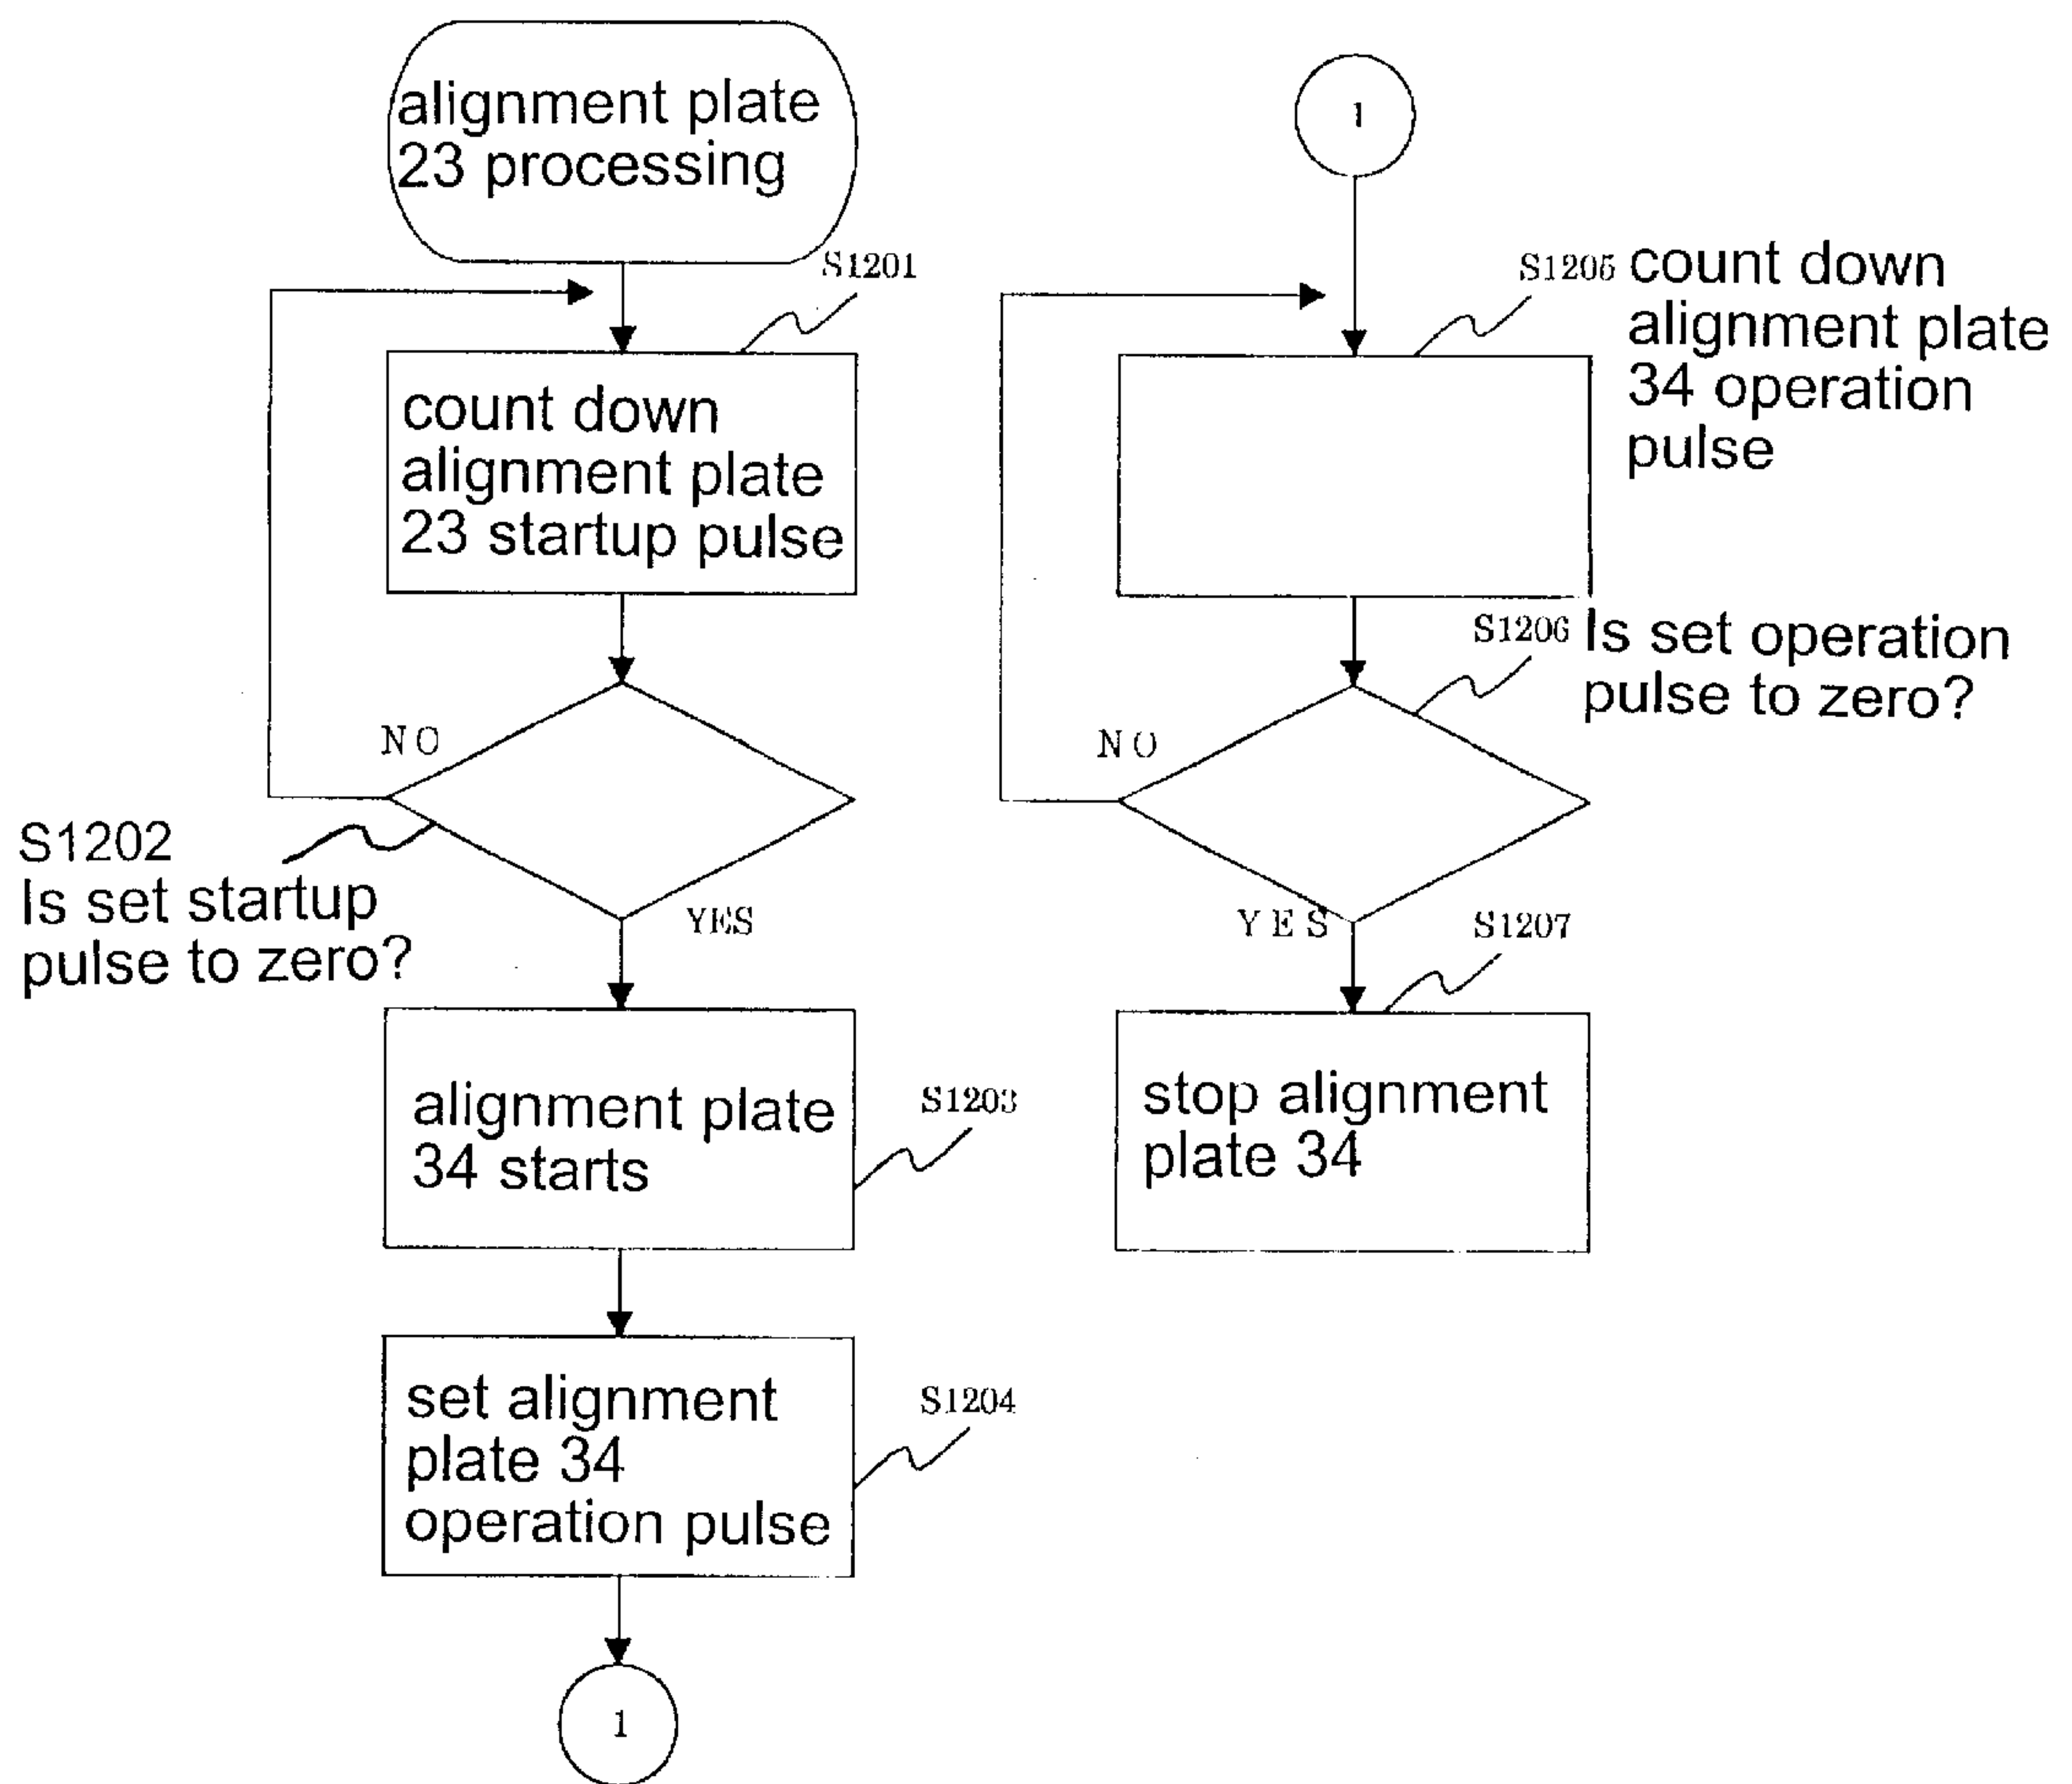 alignment plate
23 processing
S1201
count down
alignment plate
23 startup pulse
NO
S1202
Is set startup
pulse to zero?
YES
alignment plate
34 starts
S1203
set alignment
plate 34
operation pulse
S1204
1
1
S1205
count down
alignment plate
34 operation
pulse
S1206
Is set operation
pulse to zero?
NO
YES
S1207
stop alignment
plate 34